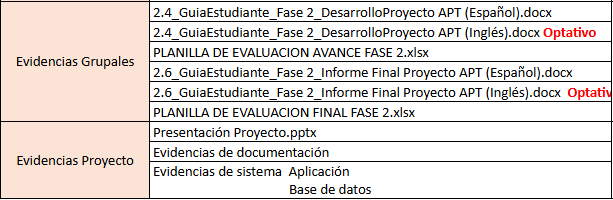 Evidencias Grupales
2.4_GuiaEstudiante_Fase 2_DesarrolloProyecto APT (Español).docx
2.4_GuiaEstudiante_Fase 2_DesarrolloProyecto APT (Inglés).docx Optativo
PLANILLA DE EVALUACION AVANCE FASE 2.xlsx
2.6_GuiaEstudiante_Fase 2_Informe Final Proyecto APT (Español).docx
2.6_GuiaEstudiante_Fase 2_Informe Final Proyecto APT (Inglés).docx Optativ
PLANILLA DE EVALUACION FINAL FASE 2.xlsx
Evidencias Proyecto
Presentación Proyecto.pptx
Evidencias de documentación
Evidencias de sistema Aplicación
Base de datos